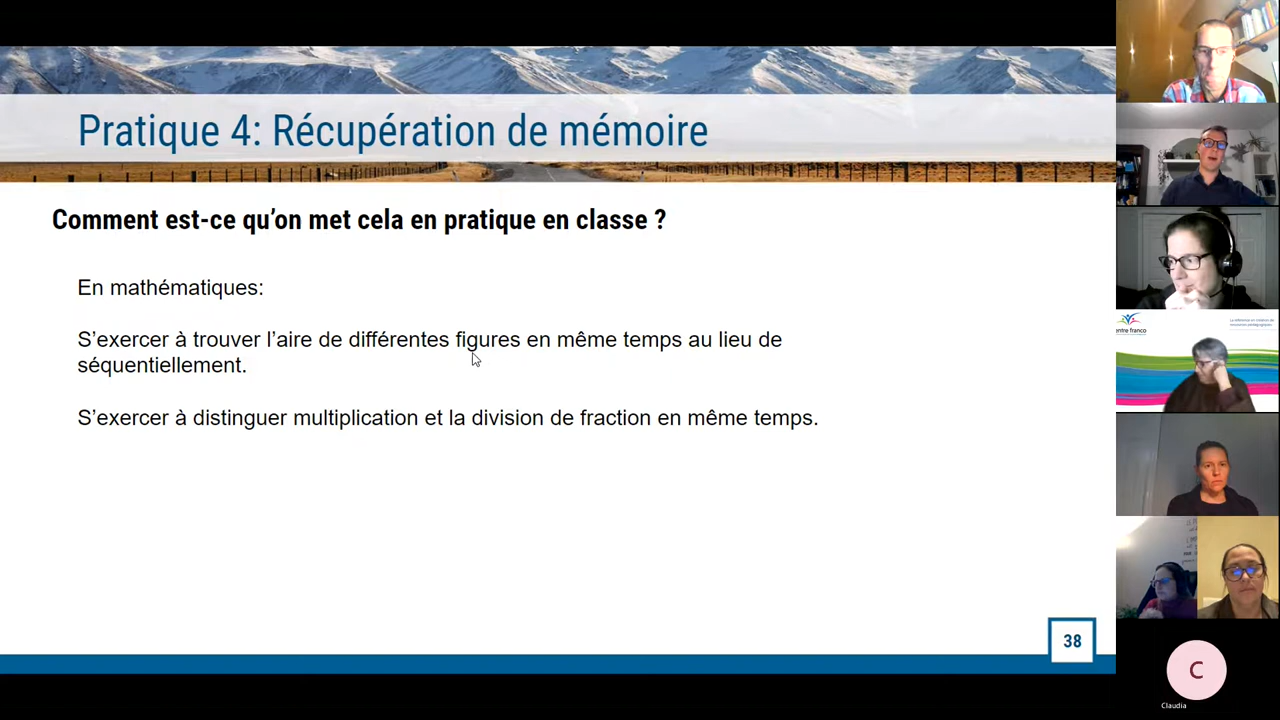 Pratique 4: Récupération de mémoire
Comment est-ce qu’on met cela en pratique en classe ?
En mathématiques:
S’exercer à trouver l’aire de différentes figures en même temps au lieu de
séquentiellement.
S’exercer à distinguer multiplication et la division de fraction en même temps.
38
entre franco
C
Claudia